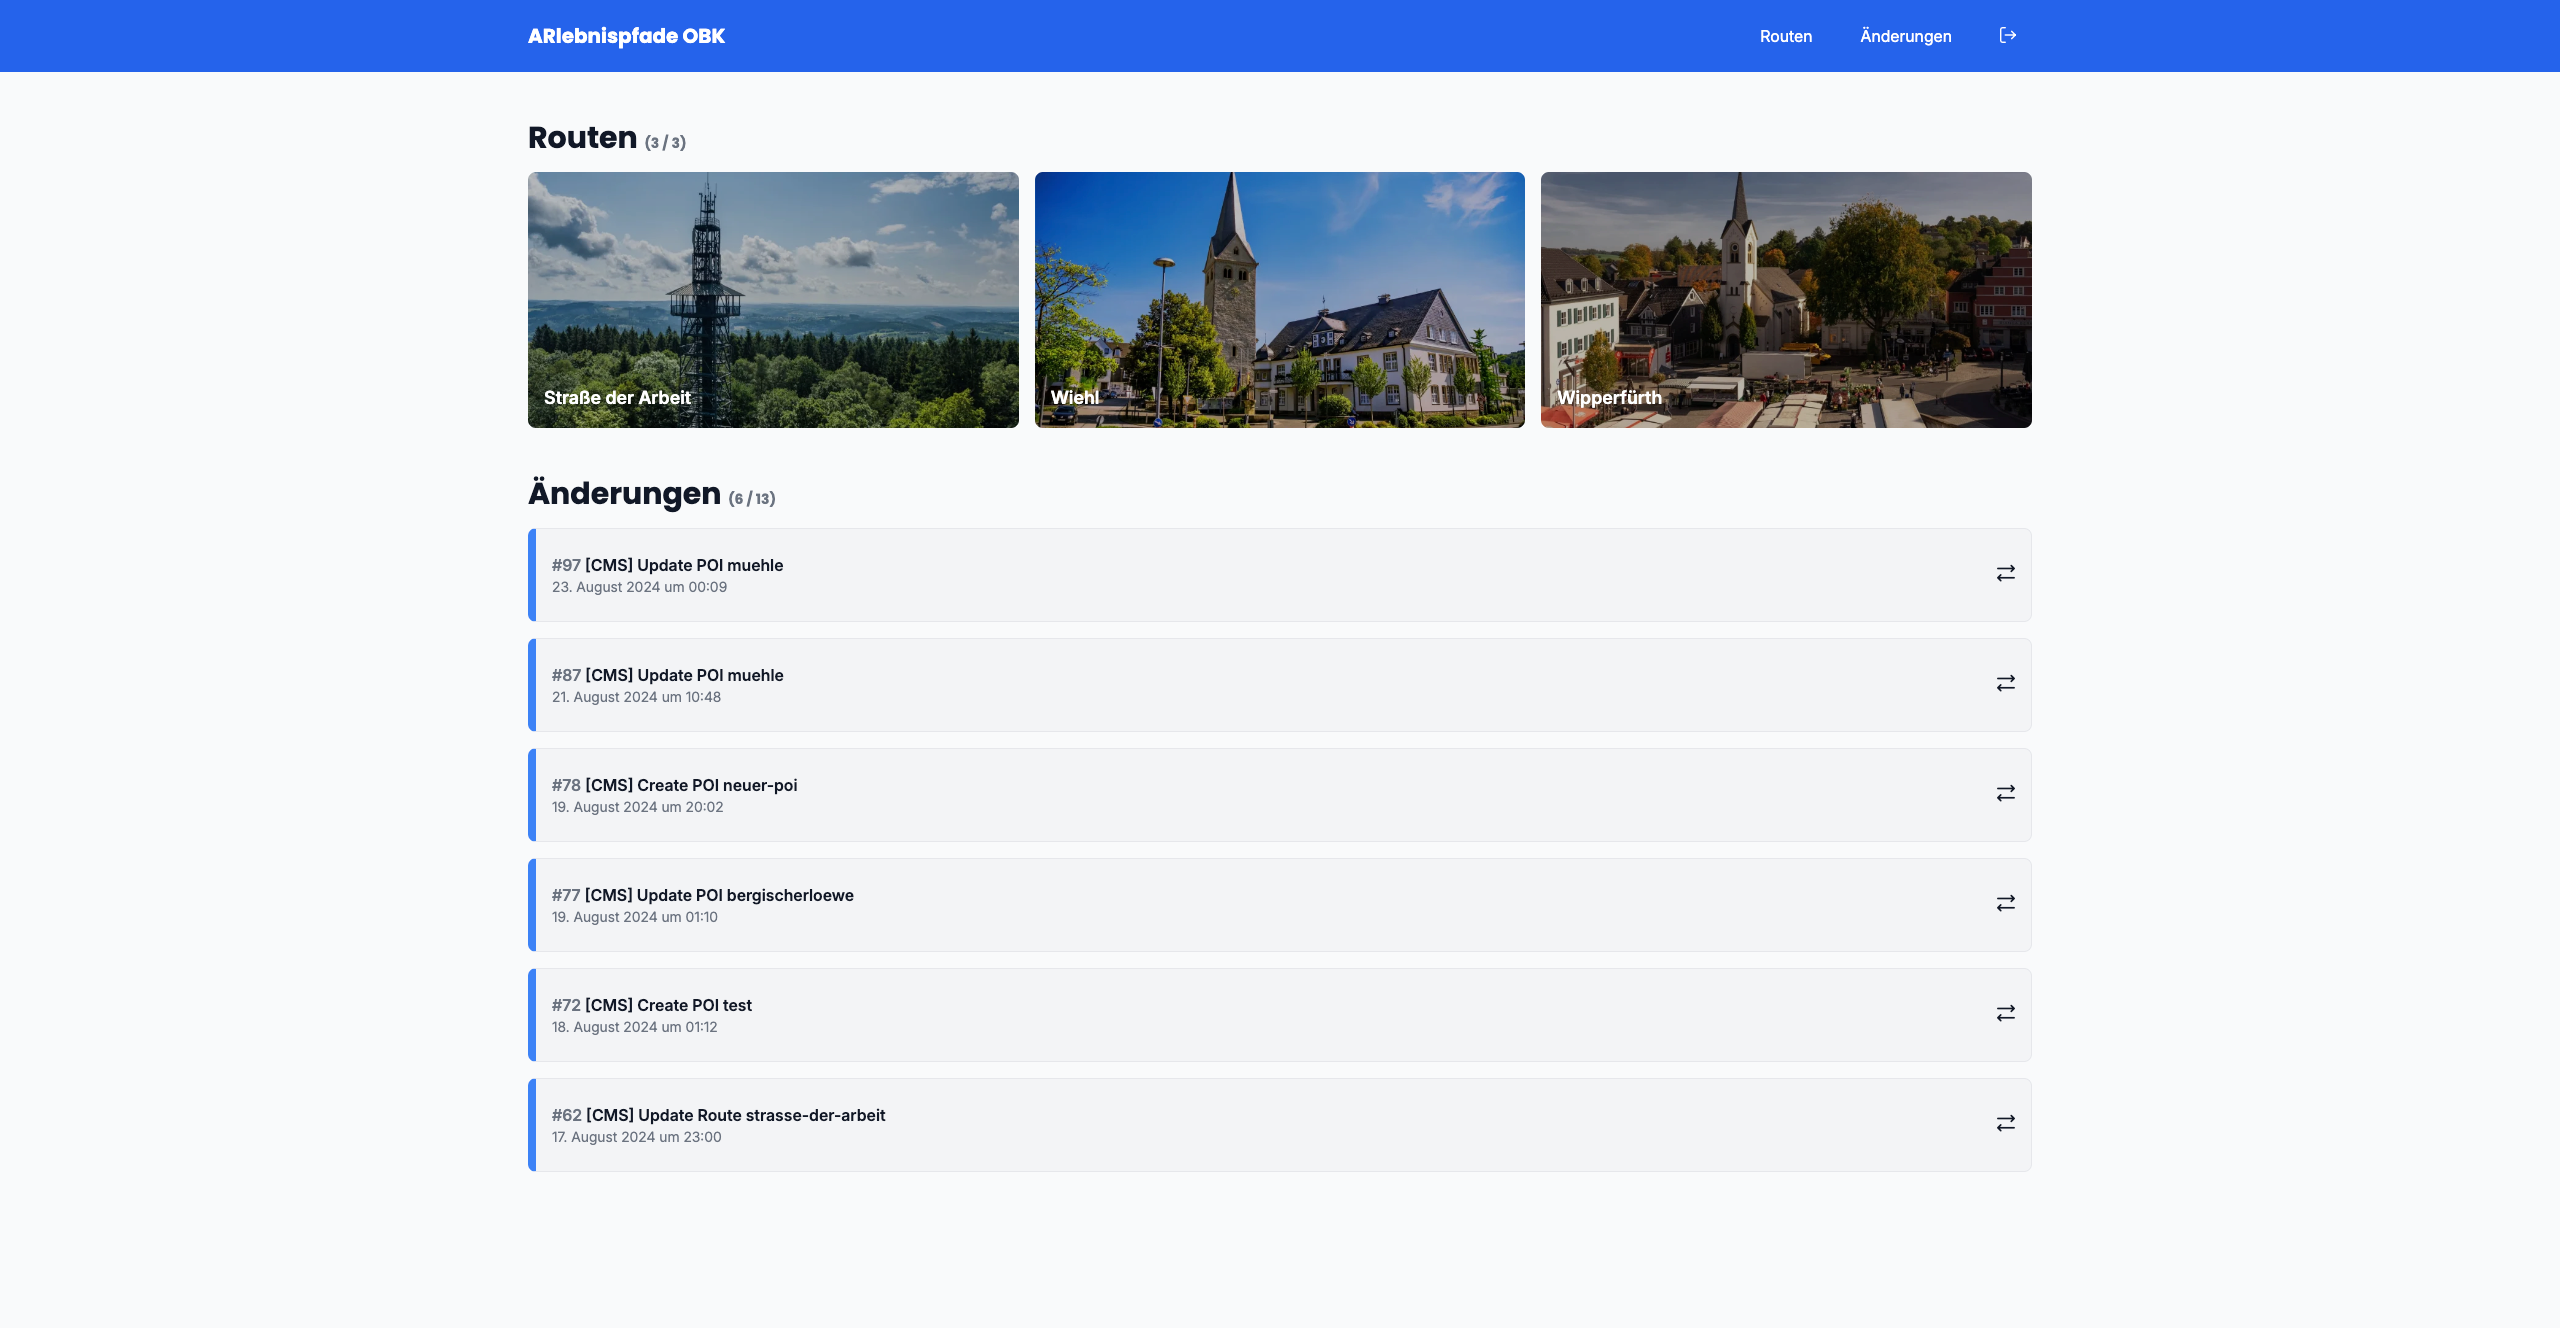 ARlebnispfade OBK
Routen
Änderungen
Routen (3 / 3)
Straße der Arbeit
Wiehl
Wipperfürth
Änderungen (6 / 13)
#97 [CMS] Update POI muehle
23. August 2024 um 00:09
#87 [CMS] Update POI muehle
21. August 2024 um 10:48
#78 [CMS] Create POI neuer-poi
19. August 2024 um 20:02
#77 [CMS] Update POI bergischerloewe
19. August 2024 um 01:10
#72 [CMS] Create POI test
18. August 2024 um 01:12
#62 [CMS] Update Route strasse-der-arbeit
17. August 2024 um 23:00